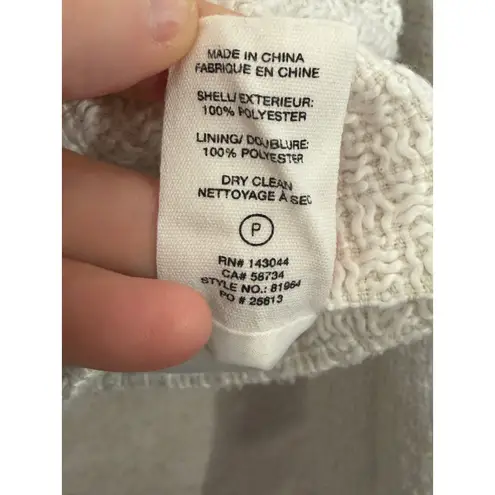 MADE IN CHINA
FABRIQUE EN CHINE
SHELL/ EXTERIEUR:
100% POLYESTER
LINING/ DOUBLURE:
100% POLYESTER
DRY CLEAN
NETTOYAGE À SEC
P
RN# 143044
CA# 58734
STYLE NO.: 81964
PO # 25813